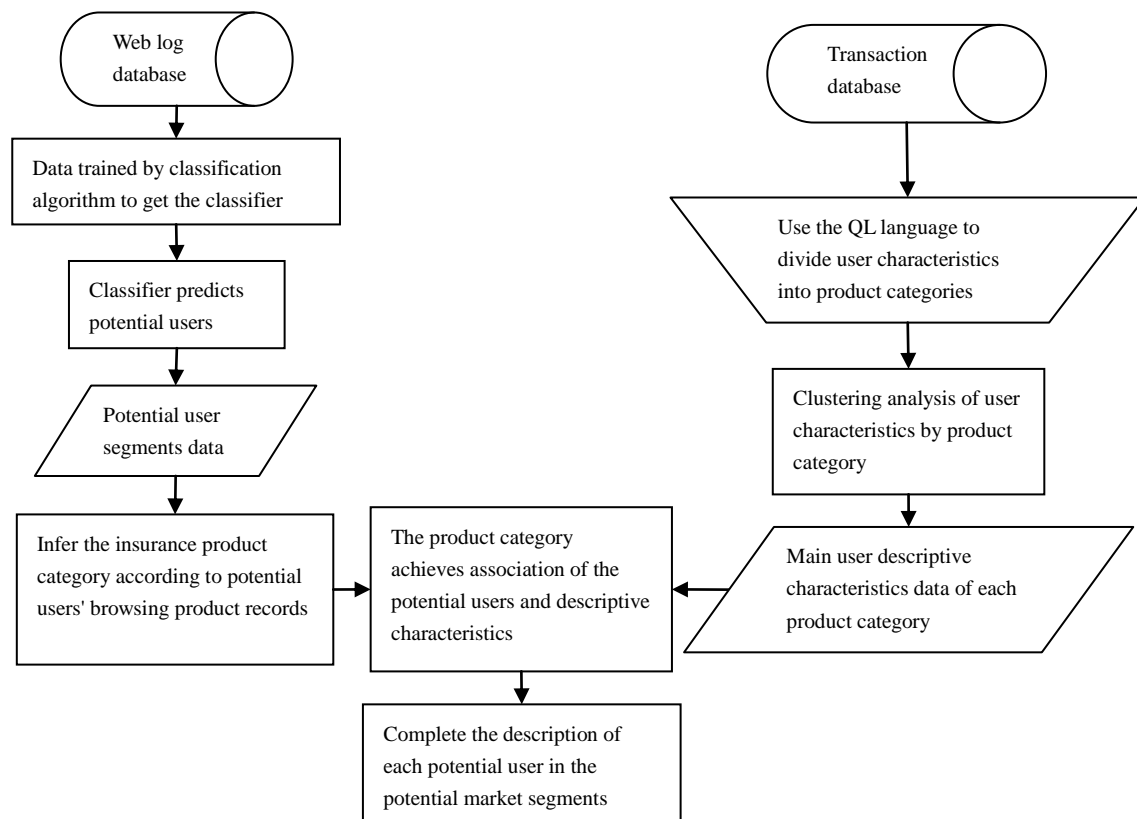 Web log
database
Transaction
database
Data trained by classification
algorithm to get the classifier
Use the QL language to
divide user characteristics
into product categories
Classifier predicts
potential users
Clustering analysis of user
characteristics by product
category
Potential user
segments data
Infer the insurance product
category according to potential
users' browsing product records
The product category
achieves association of the
potential users and descriptive
characteristics
Main user descriptive
characteristics data of each
product category
Complete the description of
each potential user in the
potential market segments